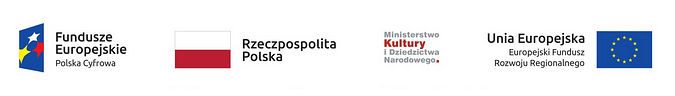 Fundusze
Europejskie
Polska Cyfrowa
Rzeczpospolita
Polska
Ministerstwo
Kultury
i Dziedzictwa
Narodowego.
Unia Europejska
Europejski Fundusz
Rozwoju Regionalnego